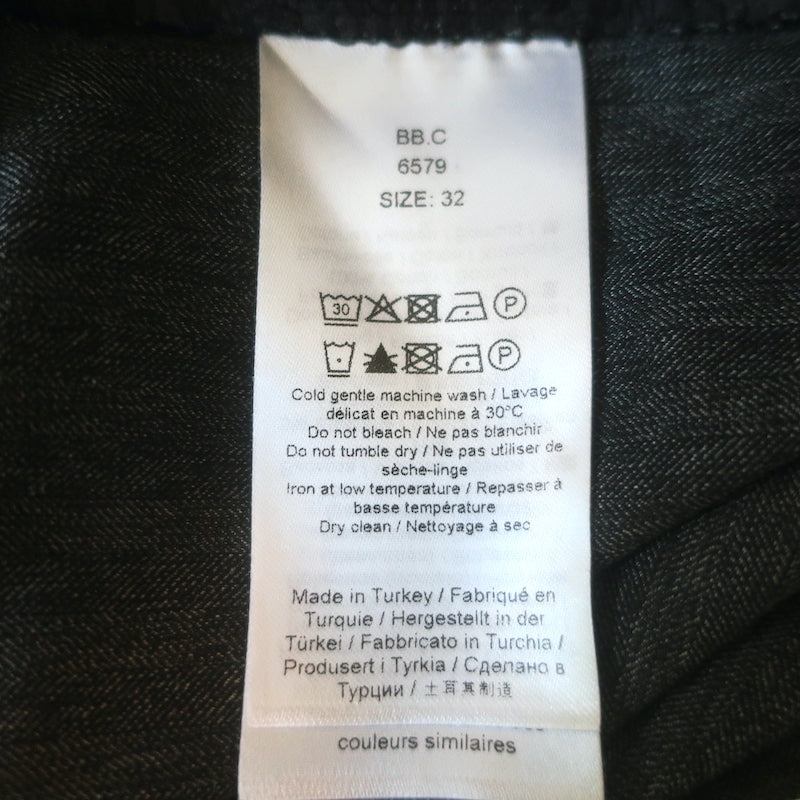 BB.C
6579
SIZE: 32
30 P
P
Cold gentle machine wash / Lavage
délicat en machine à 30°C
Do not bleach / Ne pas blanchir
Do not tumble dry / Ne pas utiliser de
sèche-linge
Iron at low temperature / Repasser à
basse température
Dry clean / Nettoyage à sec
Made in Turkey / Fabriqué en
Turquie / Hergestellt in der
Türkei / Fabbricato in Turchia /
Produsert i Tyrkia / Сделано в
Турции / 土耳其制造
couleurs similaires